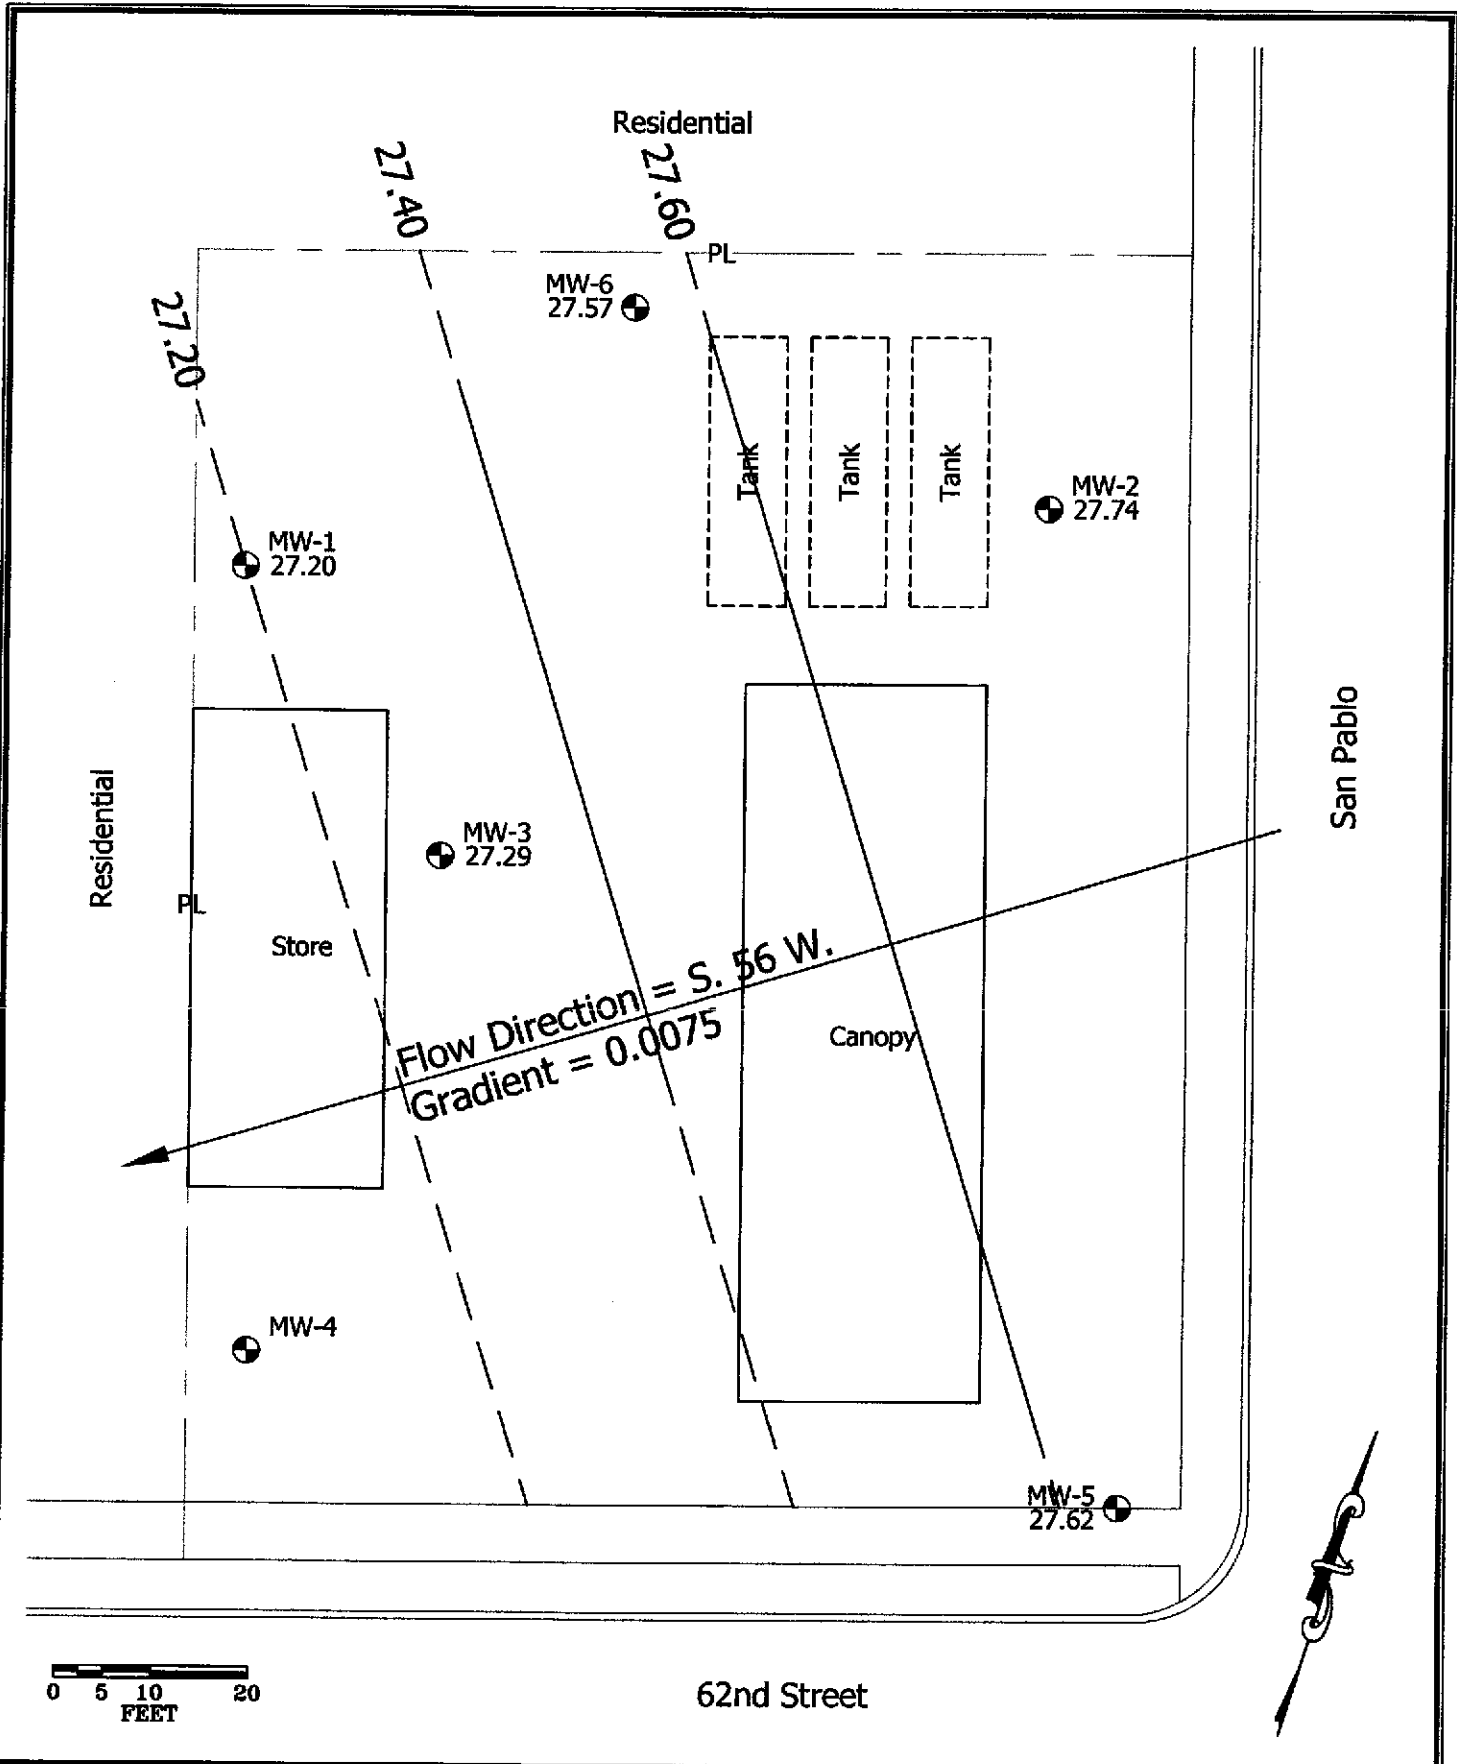 Residential
27.40
27.60
PL
MW-6
27.57
27.20
Tank
Tank
Tank
MW-2
27.74
MW-1
27.20
San Pablo
Residential
MW-3
27.29
PL
Store
Flow Direction = S. 56 W.
Gradient = 0.0075
Canopy
MW-4
MW-5
27.62
0 5 10 20
FEET
62nd Street